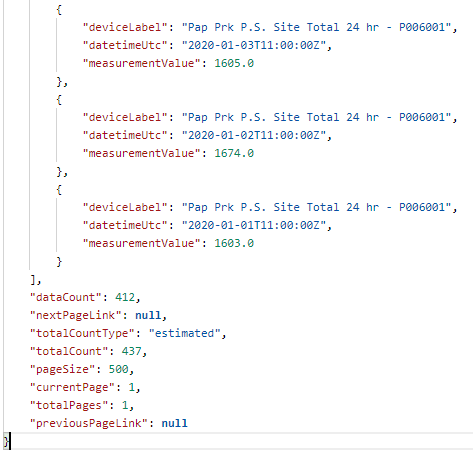 {
"deviceLabel": "Pap Prk P.S. Site Total 24 hr - P006001",
"datetimeUtc": "2020-01-03T11:00:00Z",
"measurementValue": 1605.0
},
{
"deviceLabel": "Pap Prk P.S. Site Total 24 hr - P006001",
"datetimeUtc": "2020-01-02T11:00:00Z",
"measurementValue": 1674.0
},
{
"deviceLabel": "Pap Prk P.S. Site Total 24 hr - P006001",
"datetimeUtc": "2020-01-01T11:00:00Z",
"measurementValue": 1603.0
}
],
"dataCount": 412,
"nextPageLink": null,
"totalCountType": "estimated",
"totalCount": 437,
"pageSize": 500,
"currentPage": 1,
"totalPages": 1,
"previousPageLink": null
}